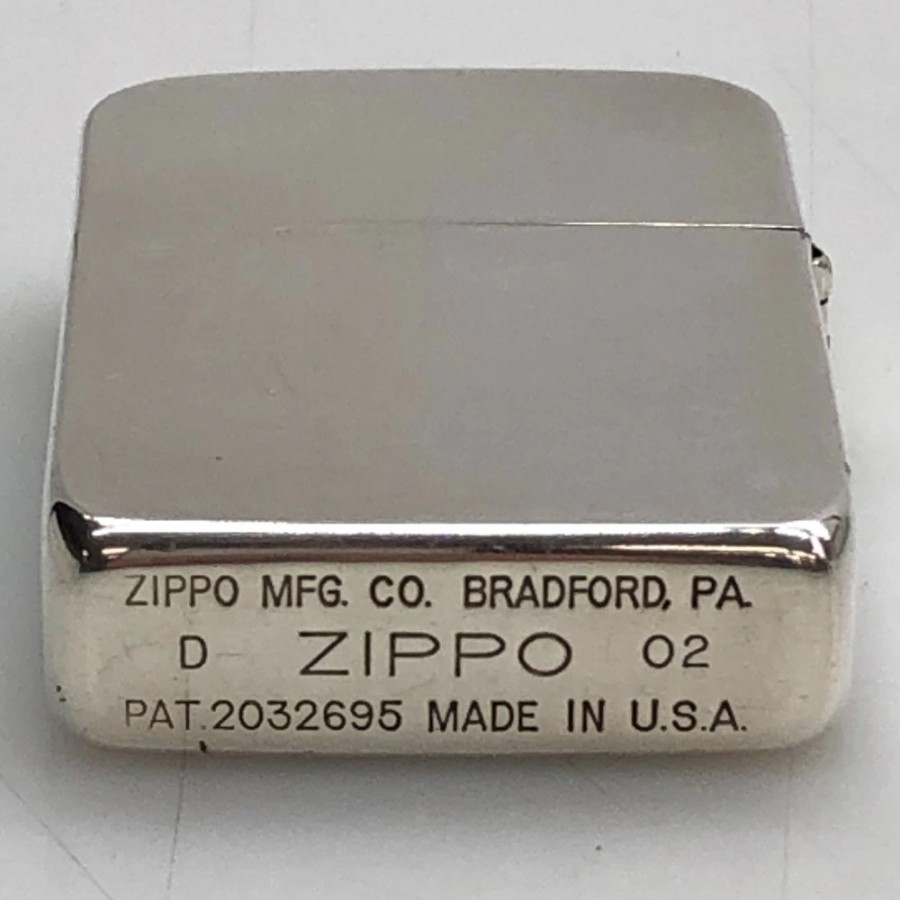 ZIPPO MFG. CO. BRADFORD, PA.
D ZIPPO 02
PAT.2032695 MADE IN U.S.A.